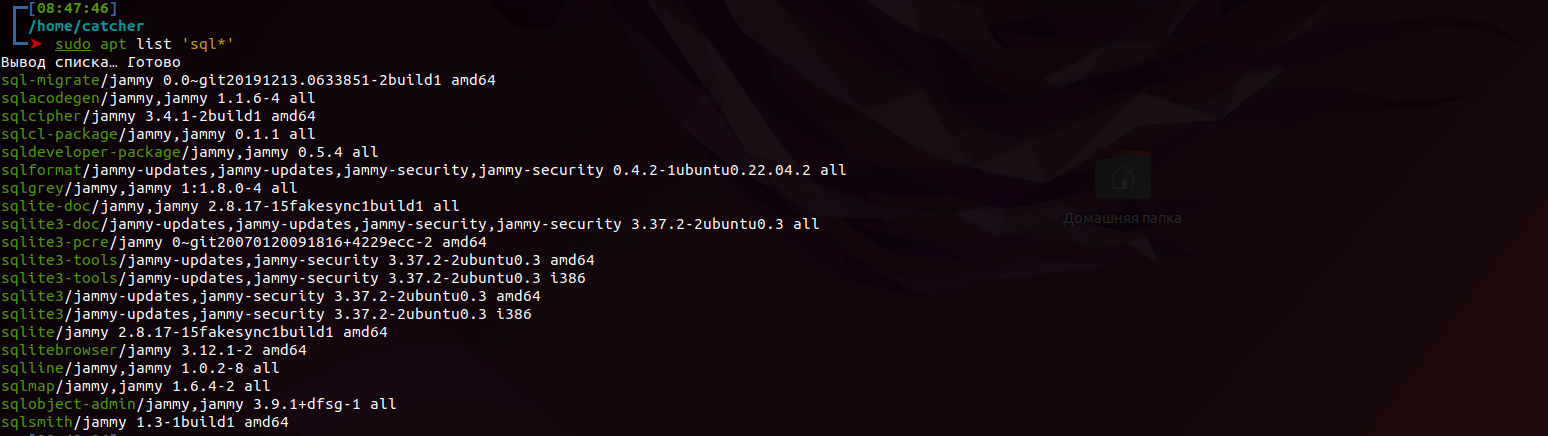 [08:47:46]
/home/catcher
➤ sudo apt list 'sql*'
Вывод списка… Готово
sql-migrate/jammy 0.0~git20191213.0633851-2build1 amd64
sqlacodegen/jammy,jammy 1.1.6-4 all
sqlcipher/jammy 3.4.1-2build1 amd64
sqlcl-package/jammy,jammy 0.1.1 all
sqldeveloper-package/jammy,jammy 0.5.4 all
sqlformat/jammy-updates,jammy-updates,jammy-security,jammy-security 0.4.2-1ubuntu0.22.04.2 all
sqlgrey/jammy,jammy 1:1.8.0-4 all
sqlite-doc/jammy,jammy 2.8.17-15fakesync1build1 all
sqlite3-doc/jammy-updates,jammy-updates,jammy-security,jammy-security 3.37.2-2ubuntu0.3 all
sqlite3-pcre/jammy 0~git20070120091816+4229ecc-2 amd64
sqlite3-tools/jammy-updates,jammy-security 3.37.2-2ubuntu0.3 amd64
sqlite3-tools/jammy-updates,jammy-security 3.37.2-2ubuntu0.3 i386
sqlite3/jammy-updates,jammy-security 3.37.2-2ubuntu0.3 amd64
sqlite3/jammy-updates,jammy-security 3.37.2-2ubuntu0.3 i386
sqlite/jammy 2.8.17-15fakesync1build1 amd64
sqlitebrowser/jammy 3.12.1-2 amd64
sqlline/jammy,jammy 1.0.2-8 all
sqlmap/jammy,jammy 1.6.4-2 all
sqlobject-admin/jammy,jammy 3.9.1+dfsg-1 all
sqlsmith/jammy 1.3-1build1 amd64
Домашняя папка